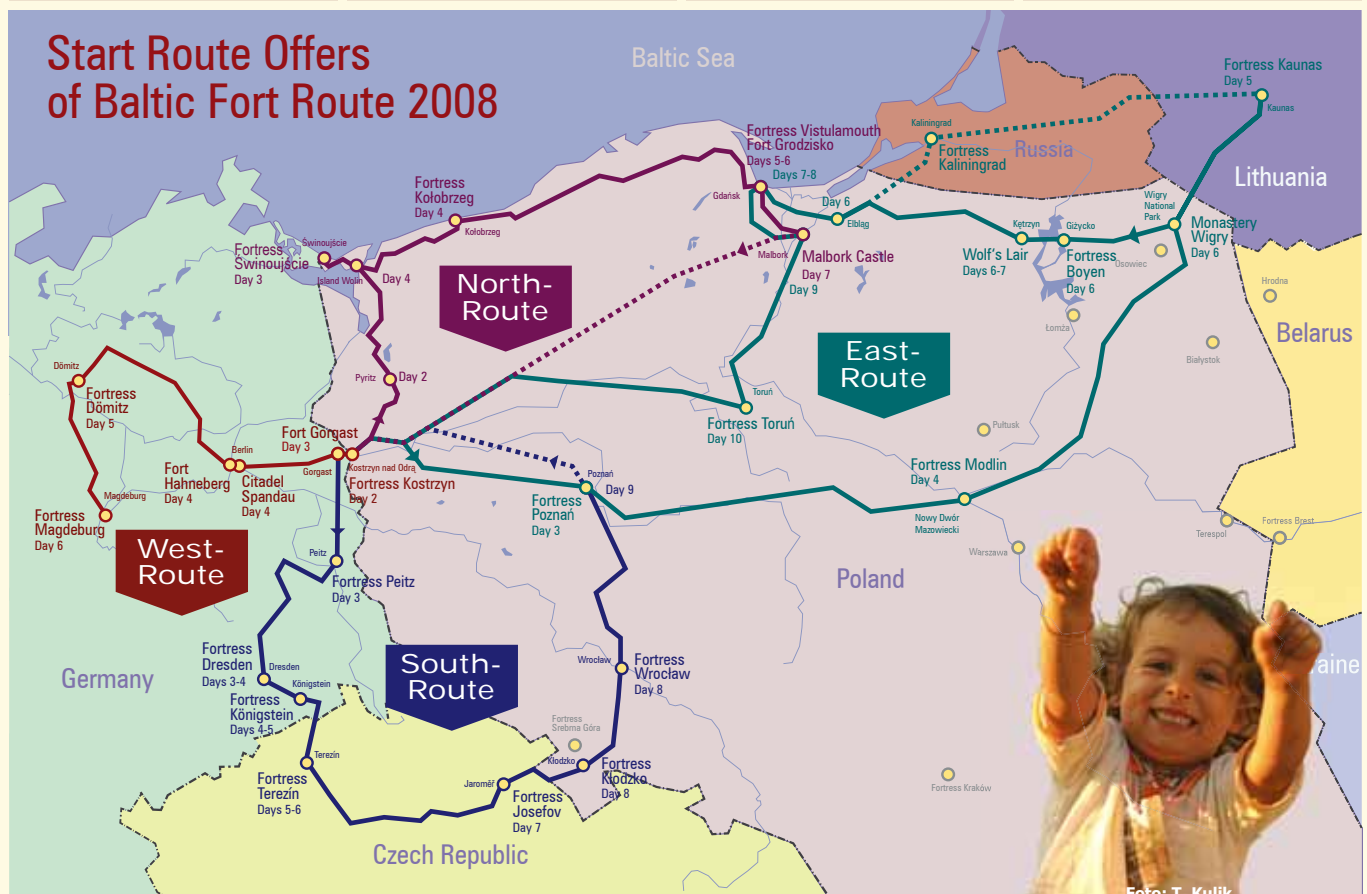 Start Route Offers
of Baltic Fort Route 2008
Baltic Sea
Fortress Kaunas
Day 5
Kaunas
Lithuania
Kaliningrad
Fortress
Kaliningrad
Russia
Fortress Vistulamouth
Fort Grodzisko
Days 5-6
Days 7-8
Gdańsk
Day 6
Elbląg
Fortress
Kołobrzeg
Day 4
Kołobrzeg
Wigry
National
Park
Monastery
Wigry
Day 6
Kętrzyn
Giżycko
Wolf's Lair
Days 6-7
Fortress
Boyen
Day 6
Osowiec
Świnoujście
Fortress
Świnoujście
Day 3
Island Wolin
Day 4
Malbork
Malbork Castle
Day 7
Day 9
North-
Route
Hrodna
Belarus
Łomża
Białystok
East-
Route
Dömitz
Fortress
Dömitz
Day 5
Pyritz
Day 2
Toruń
Fortress Toruń
Day 10
Pułtusk
Fort Gorgast
Day 3
Gorgast
Kostrzyn nad Odrą
Fortress Kostrzyn
Day 2
Berlin
Fort
Hahneberg
Day 4
Citadel
Spandau
Day 4
Magdeburg
Fortress
Magdeburg
Day 6
Poznań
Day 9
Fortress
Poznań
Day 3
Fortress Modlin
Day 4
Nowy Dwór
Mazowiecki
Warszawa
Terespol
Fortress Brest
West-
Route
Peitz
Fortress Peitz
Day 3
Poland
Germany
Fortress
Dresden
Days 3-4
Dresden
Königstein
Fortress
Königstein
Days 4-5
South-
Route
Wrocław
Fortress
Wrocław
Day 8
raine
Fortress
Srebrna Góra
Kłodzko
Fortress
Kłodzko
Day 8
Terezín
Fortress
Terezín
Days 5-6
Jaroměř
Fortress
Josefov
Day 7
Fortress Kraków
Czech Republic
Foto: T. Kulik